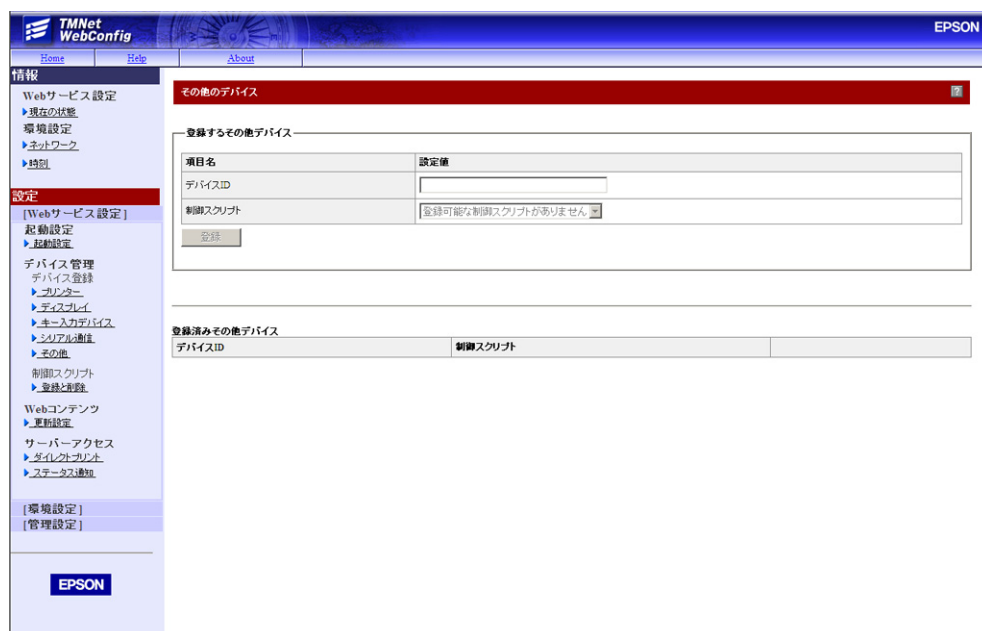 TMNet
WebConfig
EPSON
Home Help About
情報
Webサービス設定
現在の状態
環境設定
ネットワーク
時刻
設定
[Webサービス設定]
起動設定
起動設定
デバイス管理
デバイス登録
プリンター
ディスプレイ
キー入力デバイス
シリアル通信
その他
制御スクリプト
登録と削除
Webコンテンツ
更新設定
サーバーアクセス
ダイレクトプリント
ステータス通知
[環境設定]
[管理設定]
EPSON
その他のデバイス ?
登録するその他デバイス
項目名 設定値
デバイスID
制御スクリプト 登録可能な制御スクリプトがありません
登録
登録済みその他デバイス
デバイスID 制御スクリプト